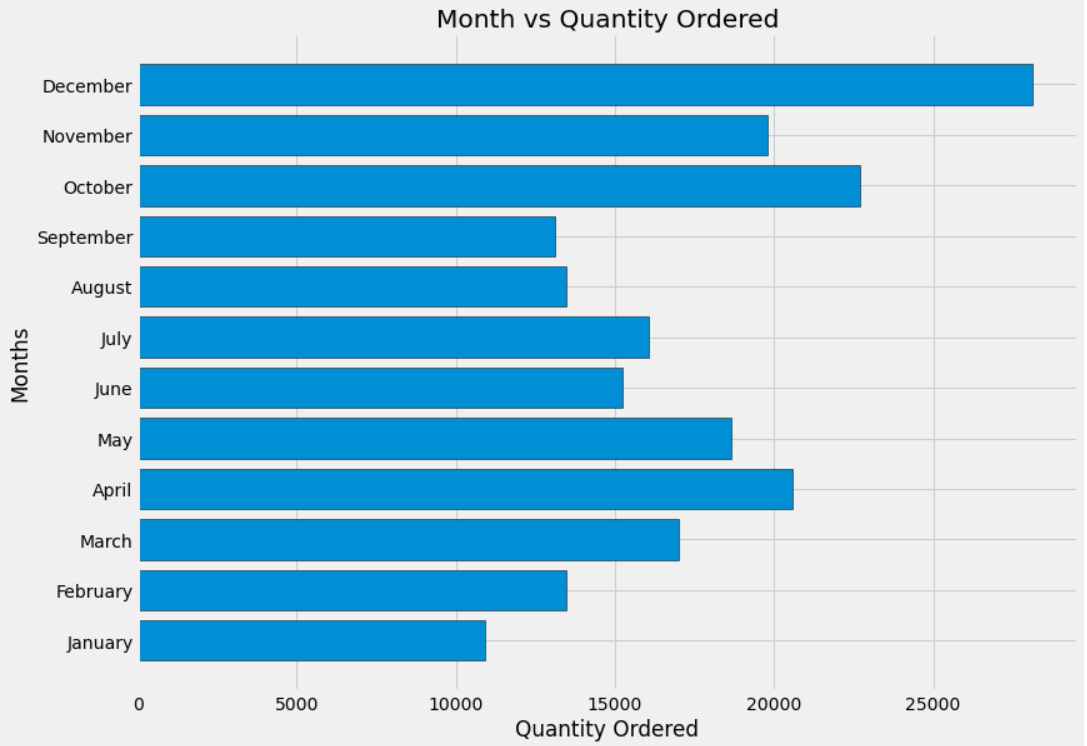 Month vs Quantity Ordered
December
November
October
September
August
July
June
May
April
March
February
January
Months
0 5000 10000 15000 20000 25000
Quantity Ordered